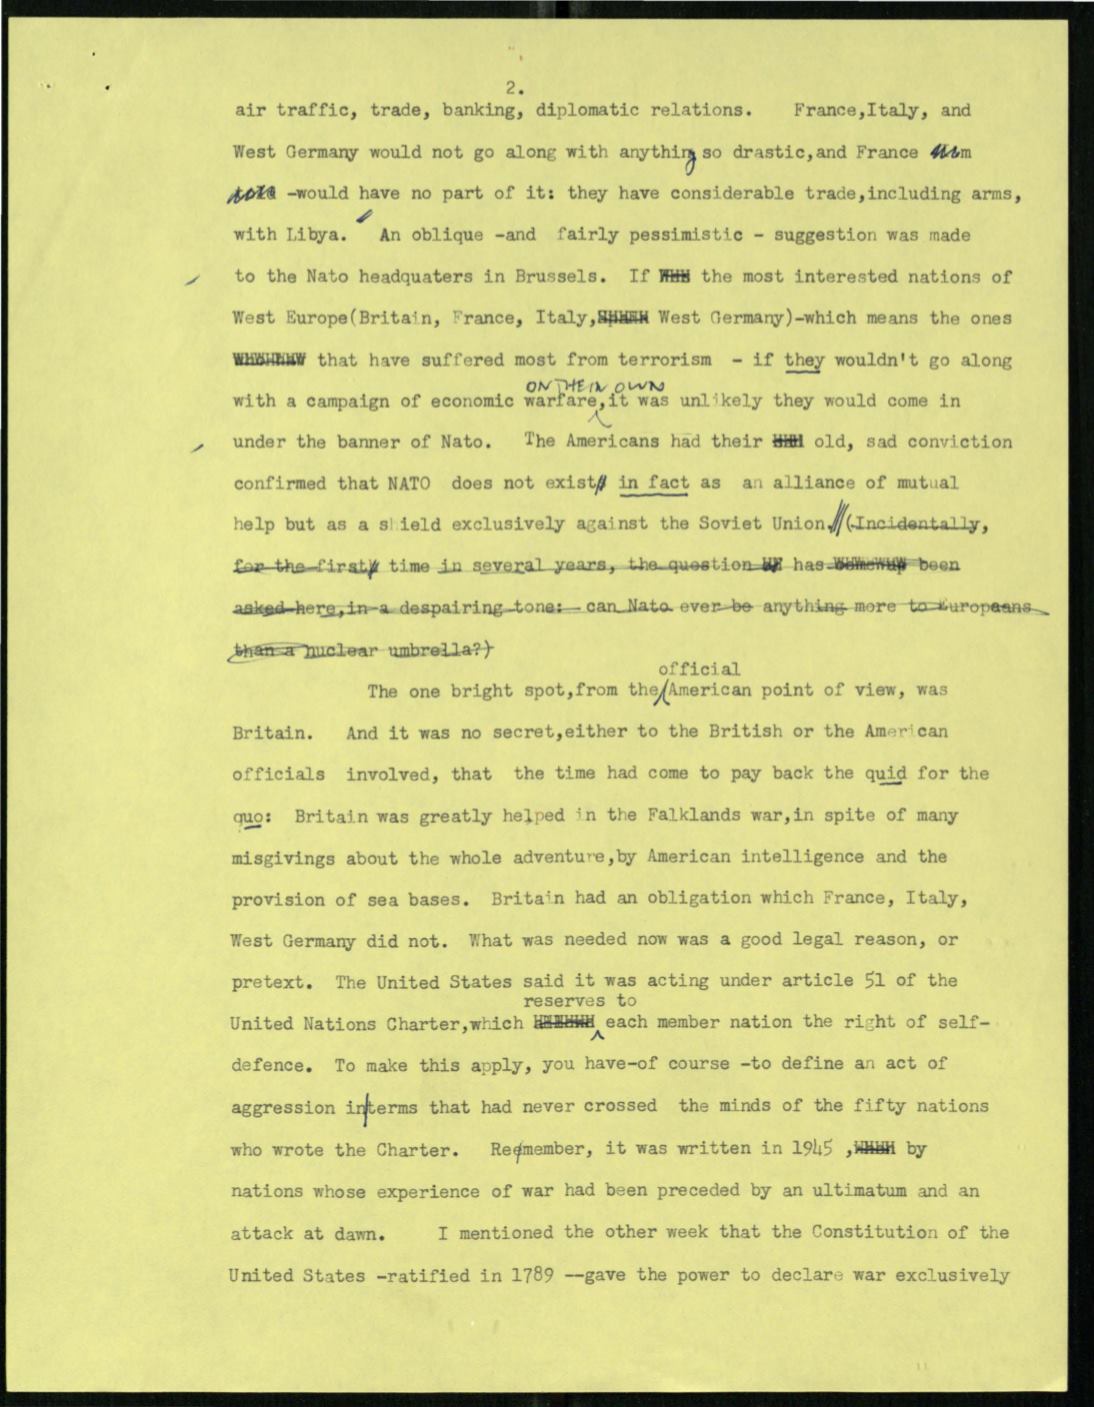 2.
air traffic, trade, banking, diplomatic relations. France,Italy, and
West Germany would not go along with anything so drastic,and France
-would have no part of it: they have considerable trade,including arms,
with Libya. An oblique -and fairly pessimistic - suggestion was made
to the Nato headquaters in Brussels. If the most interested nations of
West Europe(Britain, France, Italy, West Germany)-which means the ones
that have suffered most from terrorism - if they wouldn't go along
ON THEIR OWN
with a campaign of economic warfare,it was unlikely they would come in
under the banner of Nato. The Americans had their old, sad conviction
confirmed that NATO does not exist in fact as an alliance of mutual
help but as a shield exclusively against the Soviet Union. (Incidentally,
for the first time in several years, the question has been
asked here,in a despairing tone: can Nato ever be anything more to Europeans
than a nuclear umbrella?)
official
The one bright spot,from the American point of view, was
Britain. And it was no secret,either to the British or the American
officials involved, that the time had come to pay back the quid for the
quo: Britain was greatly helped in the Falklands war,in spite of many
misgivings about the whole adventure,by American intelligence and the
provision of sea bases. Britain had an obligation which France, Italy,
West Germany did not. What was needed now was a good legal reason, or
pretext. The United States said it was acting under article 51 of the
reserves to
United Nations Charter,which each member nation the right of self-
defence. To make this apply, you have-of course -to define an act of
aggression in terms that had never crossed the minds of the fifty nations
who wrote the Charter. Remember, it was written in 1945 , by
nations whose experience of war had been preceded by an ultimatum and an
attack at dawn. I mentioned the other week that the Constitution of the
United States -ratified in 1789 --gave the power to declare war exclusively